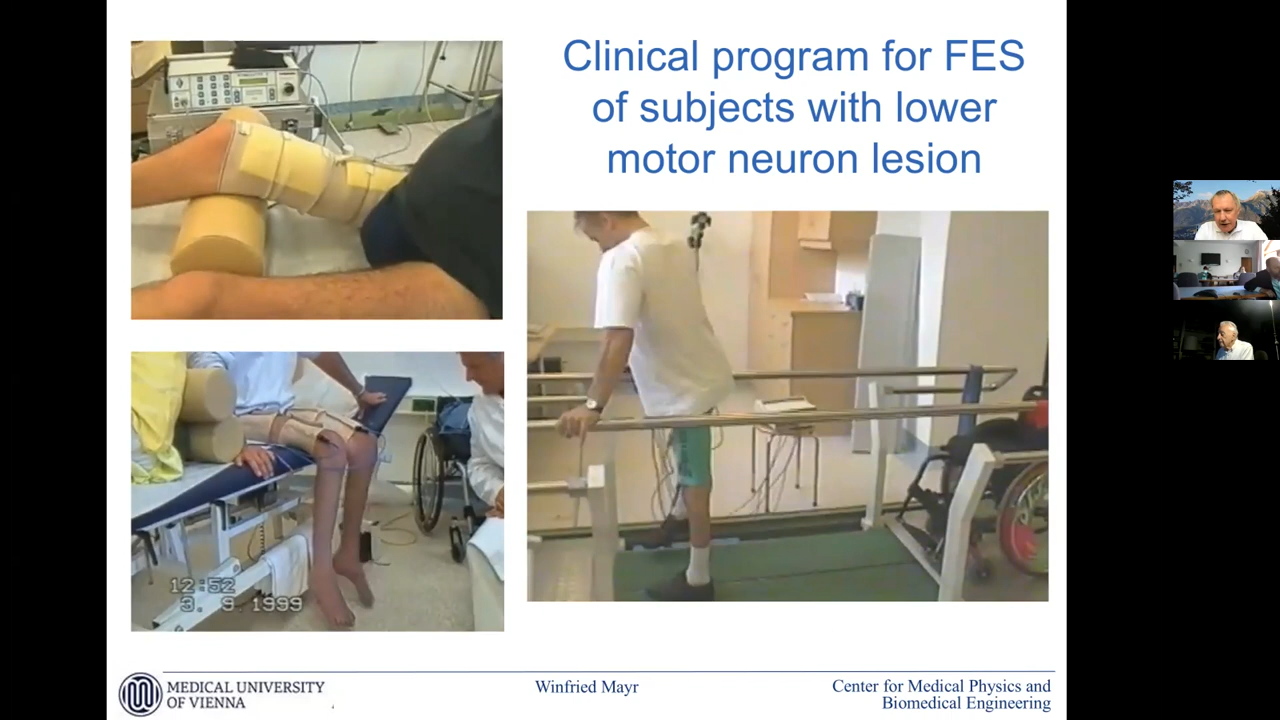 Clinical program for FES
of subjects with lower
motor neuron lesion
12:52
3. 9.1999
MEDICAL UNIVERSITY
OF VIENNA
Winfried Mayr
Center for Medical Physics and
Biomedical Engineering